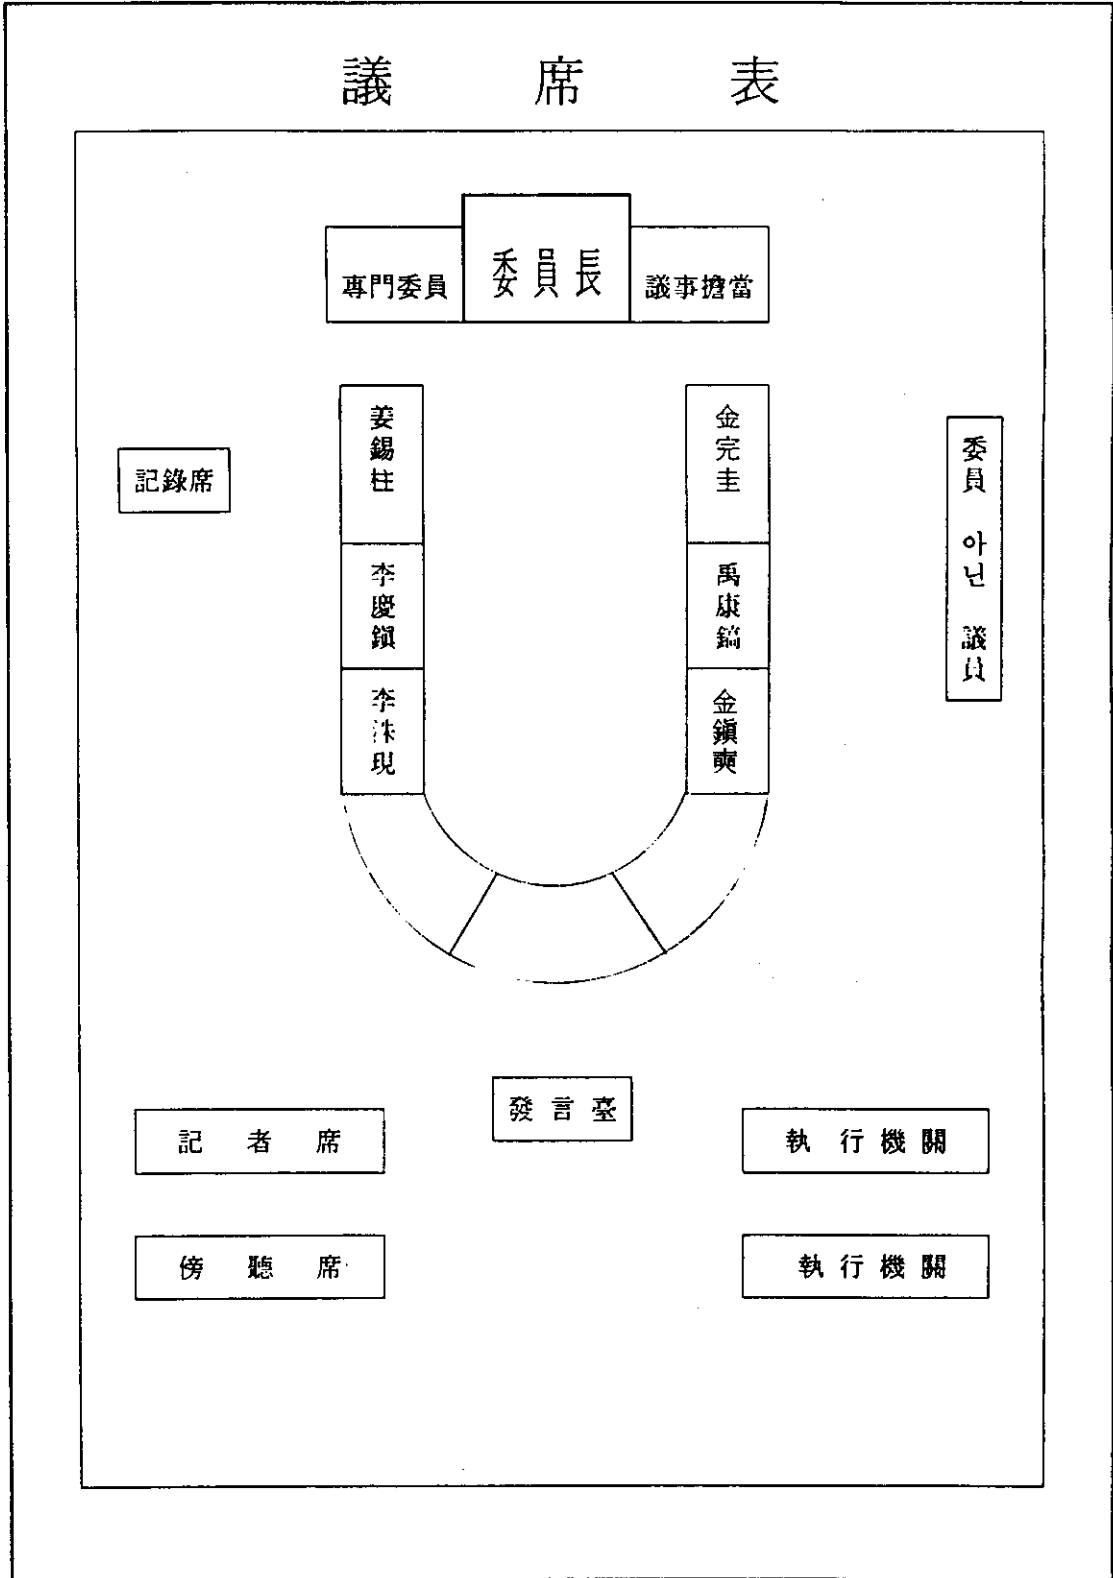 議 席 表
專門委員
委員長
議事擔當
姜錫柱
金完圭
記錄席
委員 아닌 議員
李慶鎭
禹康鎬
李洙現
金鎭奭
發言臺
記者席
執行機關
傍聽席
執行機關